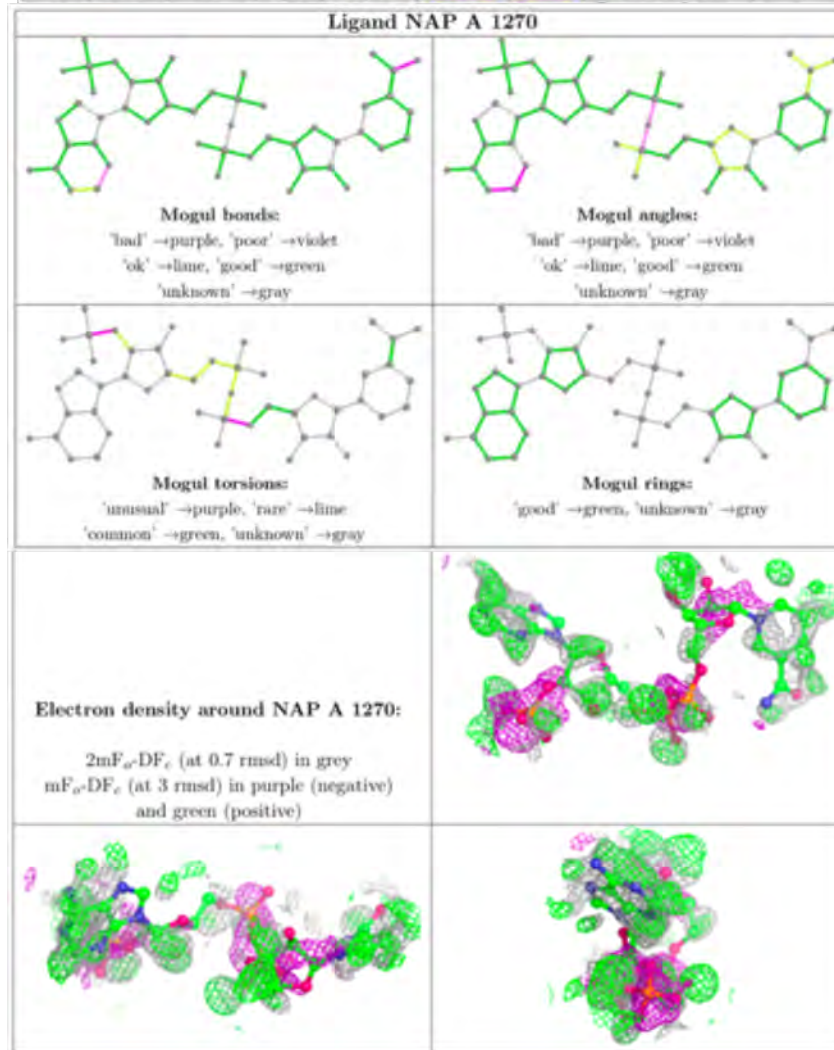 Ligand NAP A 1270
Mogul bonds:
'bad' →purple, 'poor' →violet
'ok' →lime, 'good' →green
'unknown' →gray
Mogul angles:
'bad' →purple, 'poor' →violet
'ok' →lime, 'good' →green
'unknown' →gray
Mogul torsions:
'unusual' →purple, 'rare' →lime
'common' →green, 'unknown' →gray
Mogul rings:
'good' →green, 'unknown' →gray
Electron density around NAP A 1270:
2mFₒ-DF꜀ (at 0.7 rmsd) in grey
mFₒ-DF꜀ (at 3 rmsd) in purple (negative)
and green (positive)